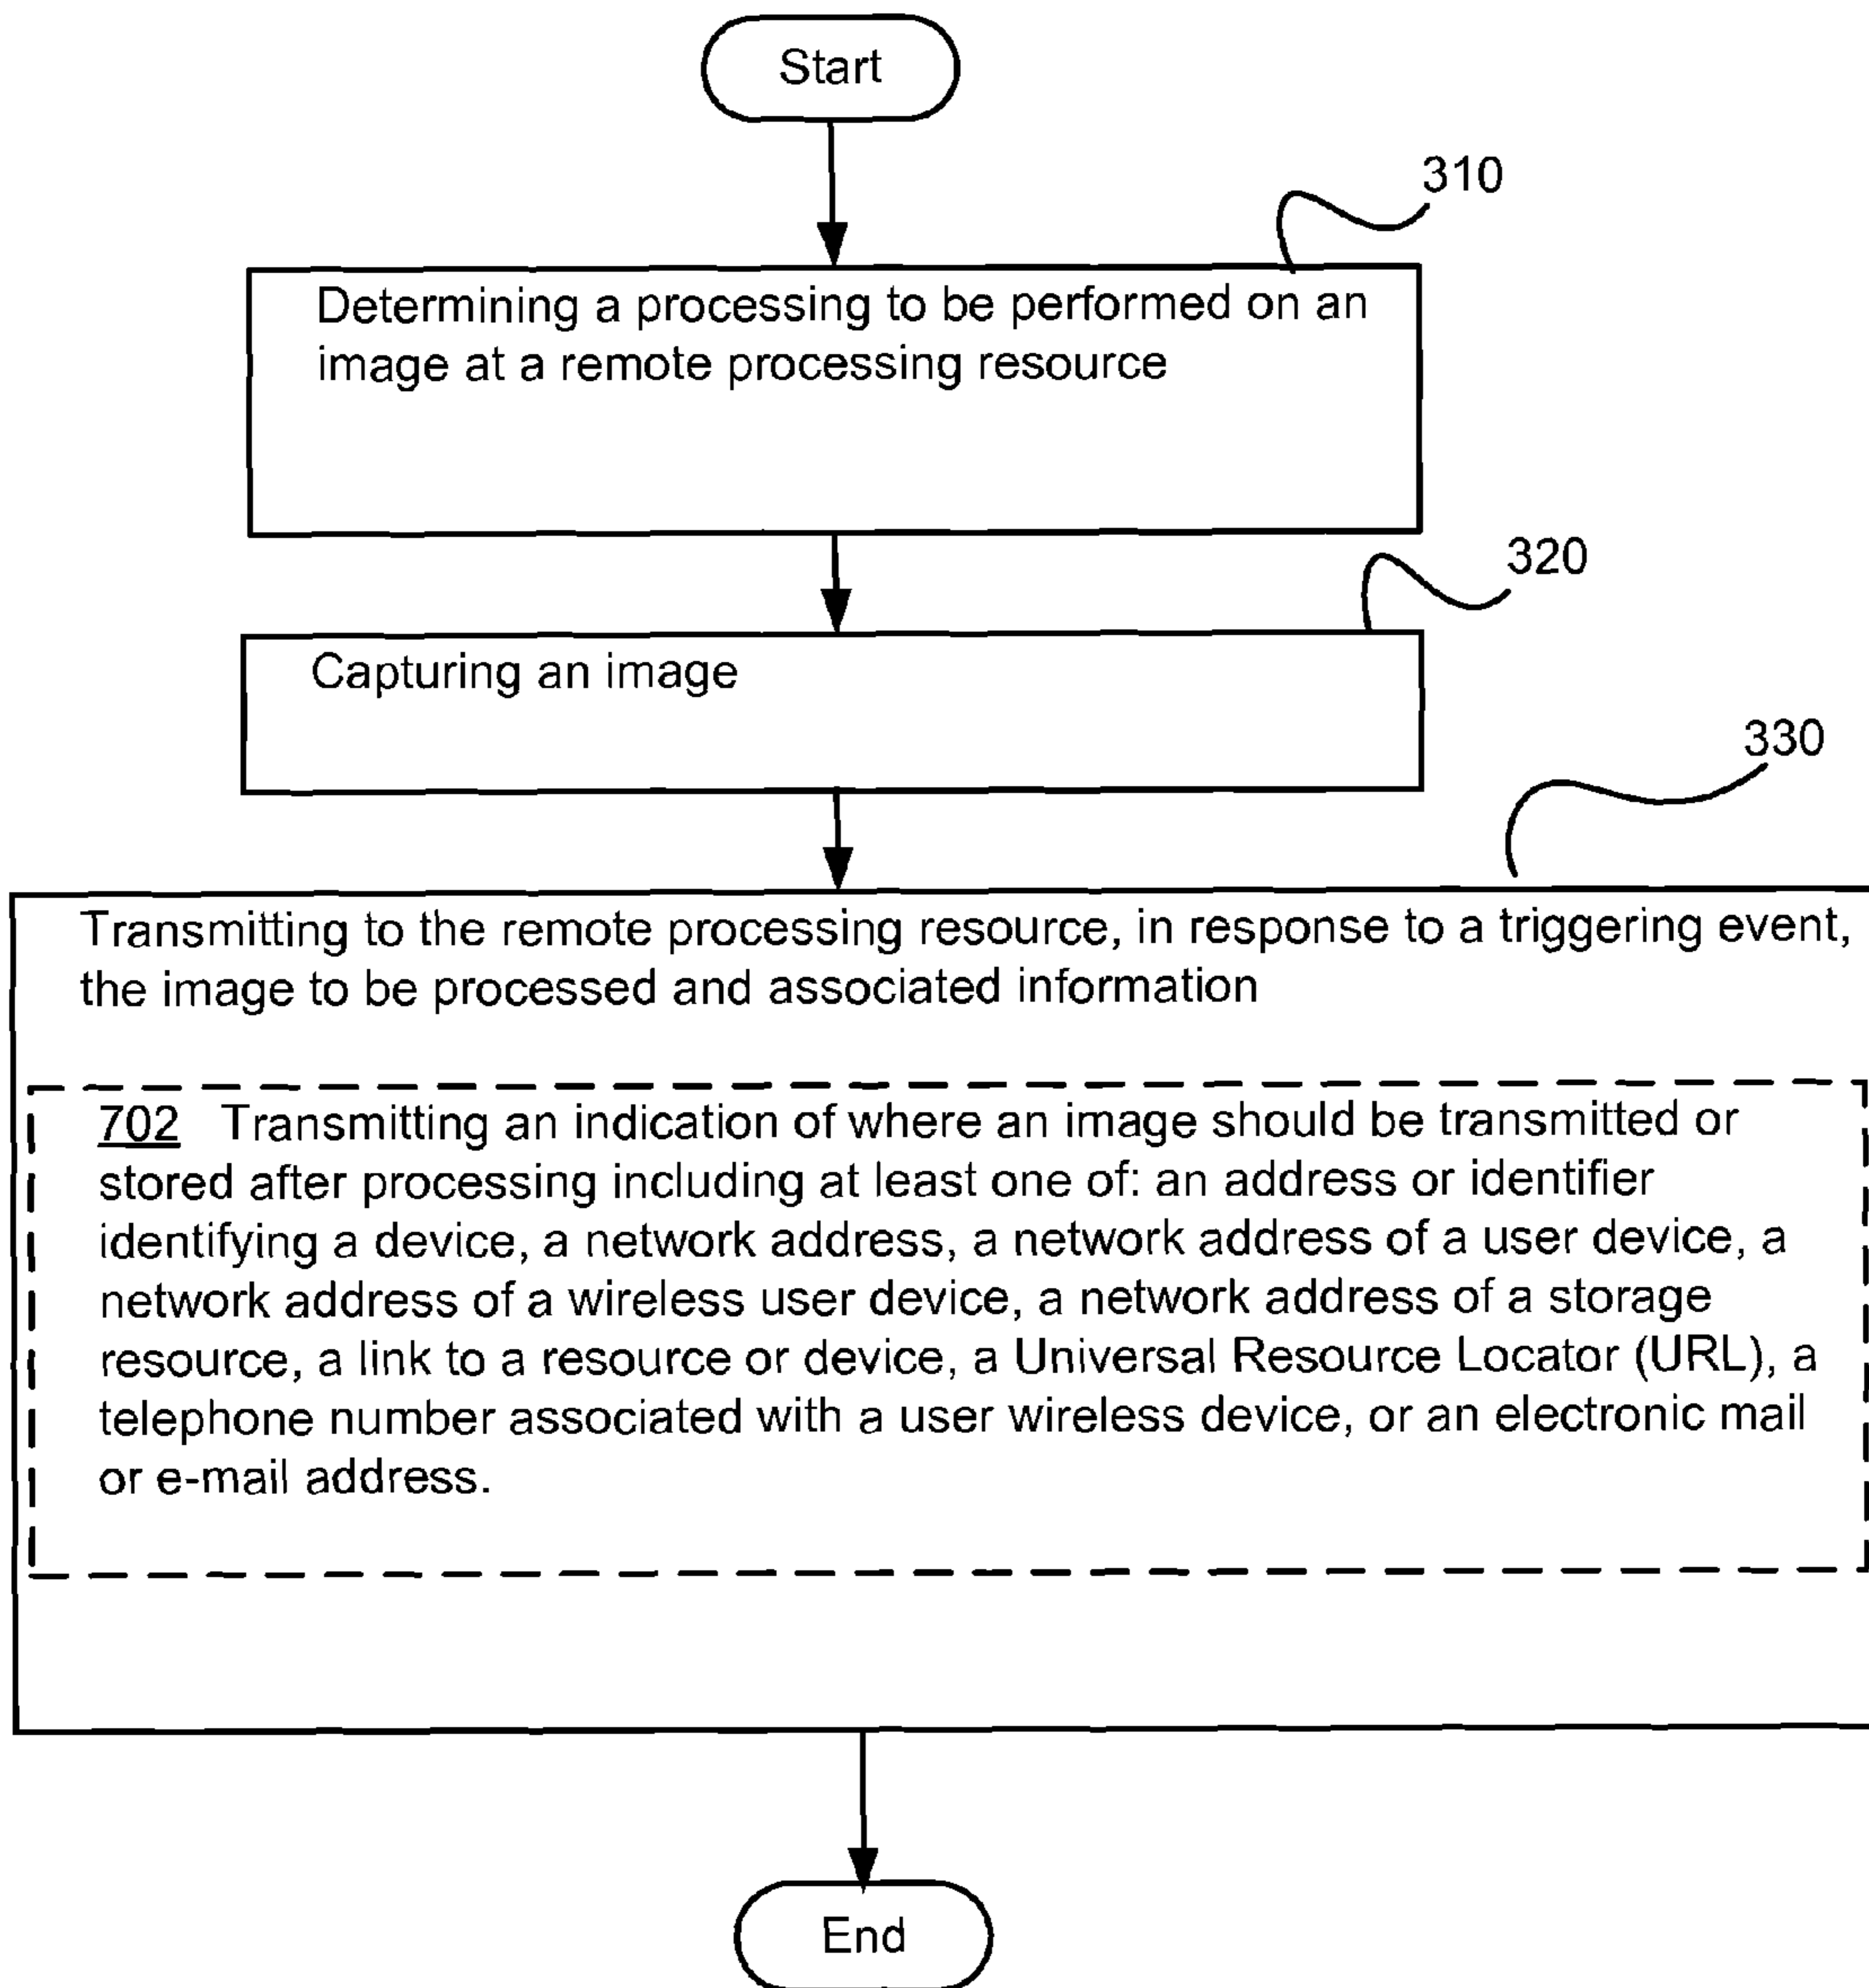 Start
310
Determining a processing to be performed on an
image at a remote processing resource
320
Capturing an image
330
Transmitting to the remote processing resource, in response to a triggering event,
the image to be processed and associated information
702 Transmitting an indication of where an image should be transmitted or
stored after processing including at least one of: an address or identifier
identifying a device, a network address, a network address of a user device, a
network address of a wireless user device, a network address of a storage
resource, a link to a resource or device, a Universal Resource Locator (URL), a
telephone number associated with a user wireless device, or an electronic mail
or e-mail address.
End